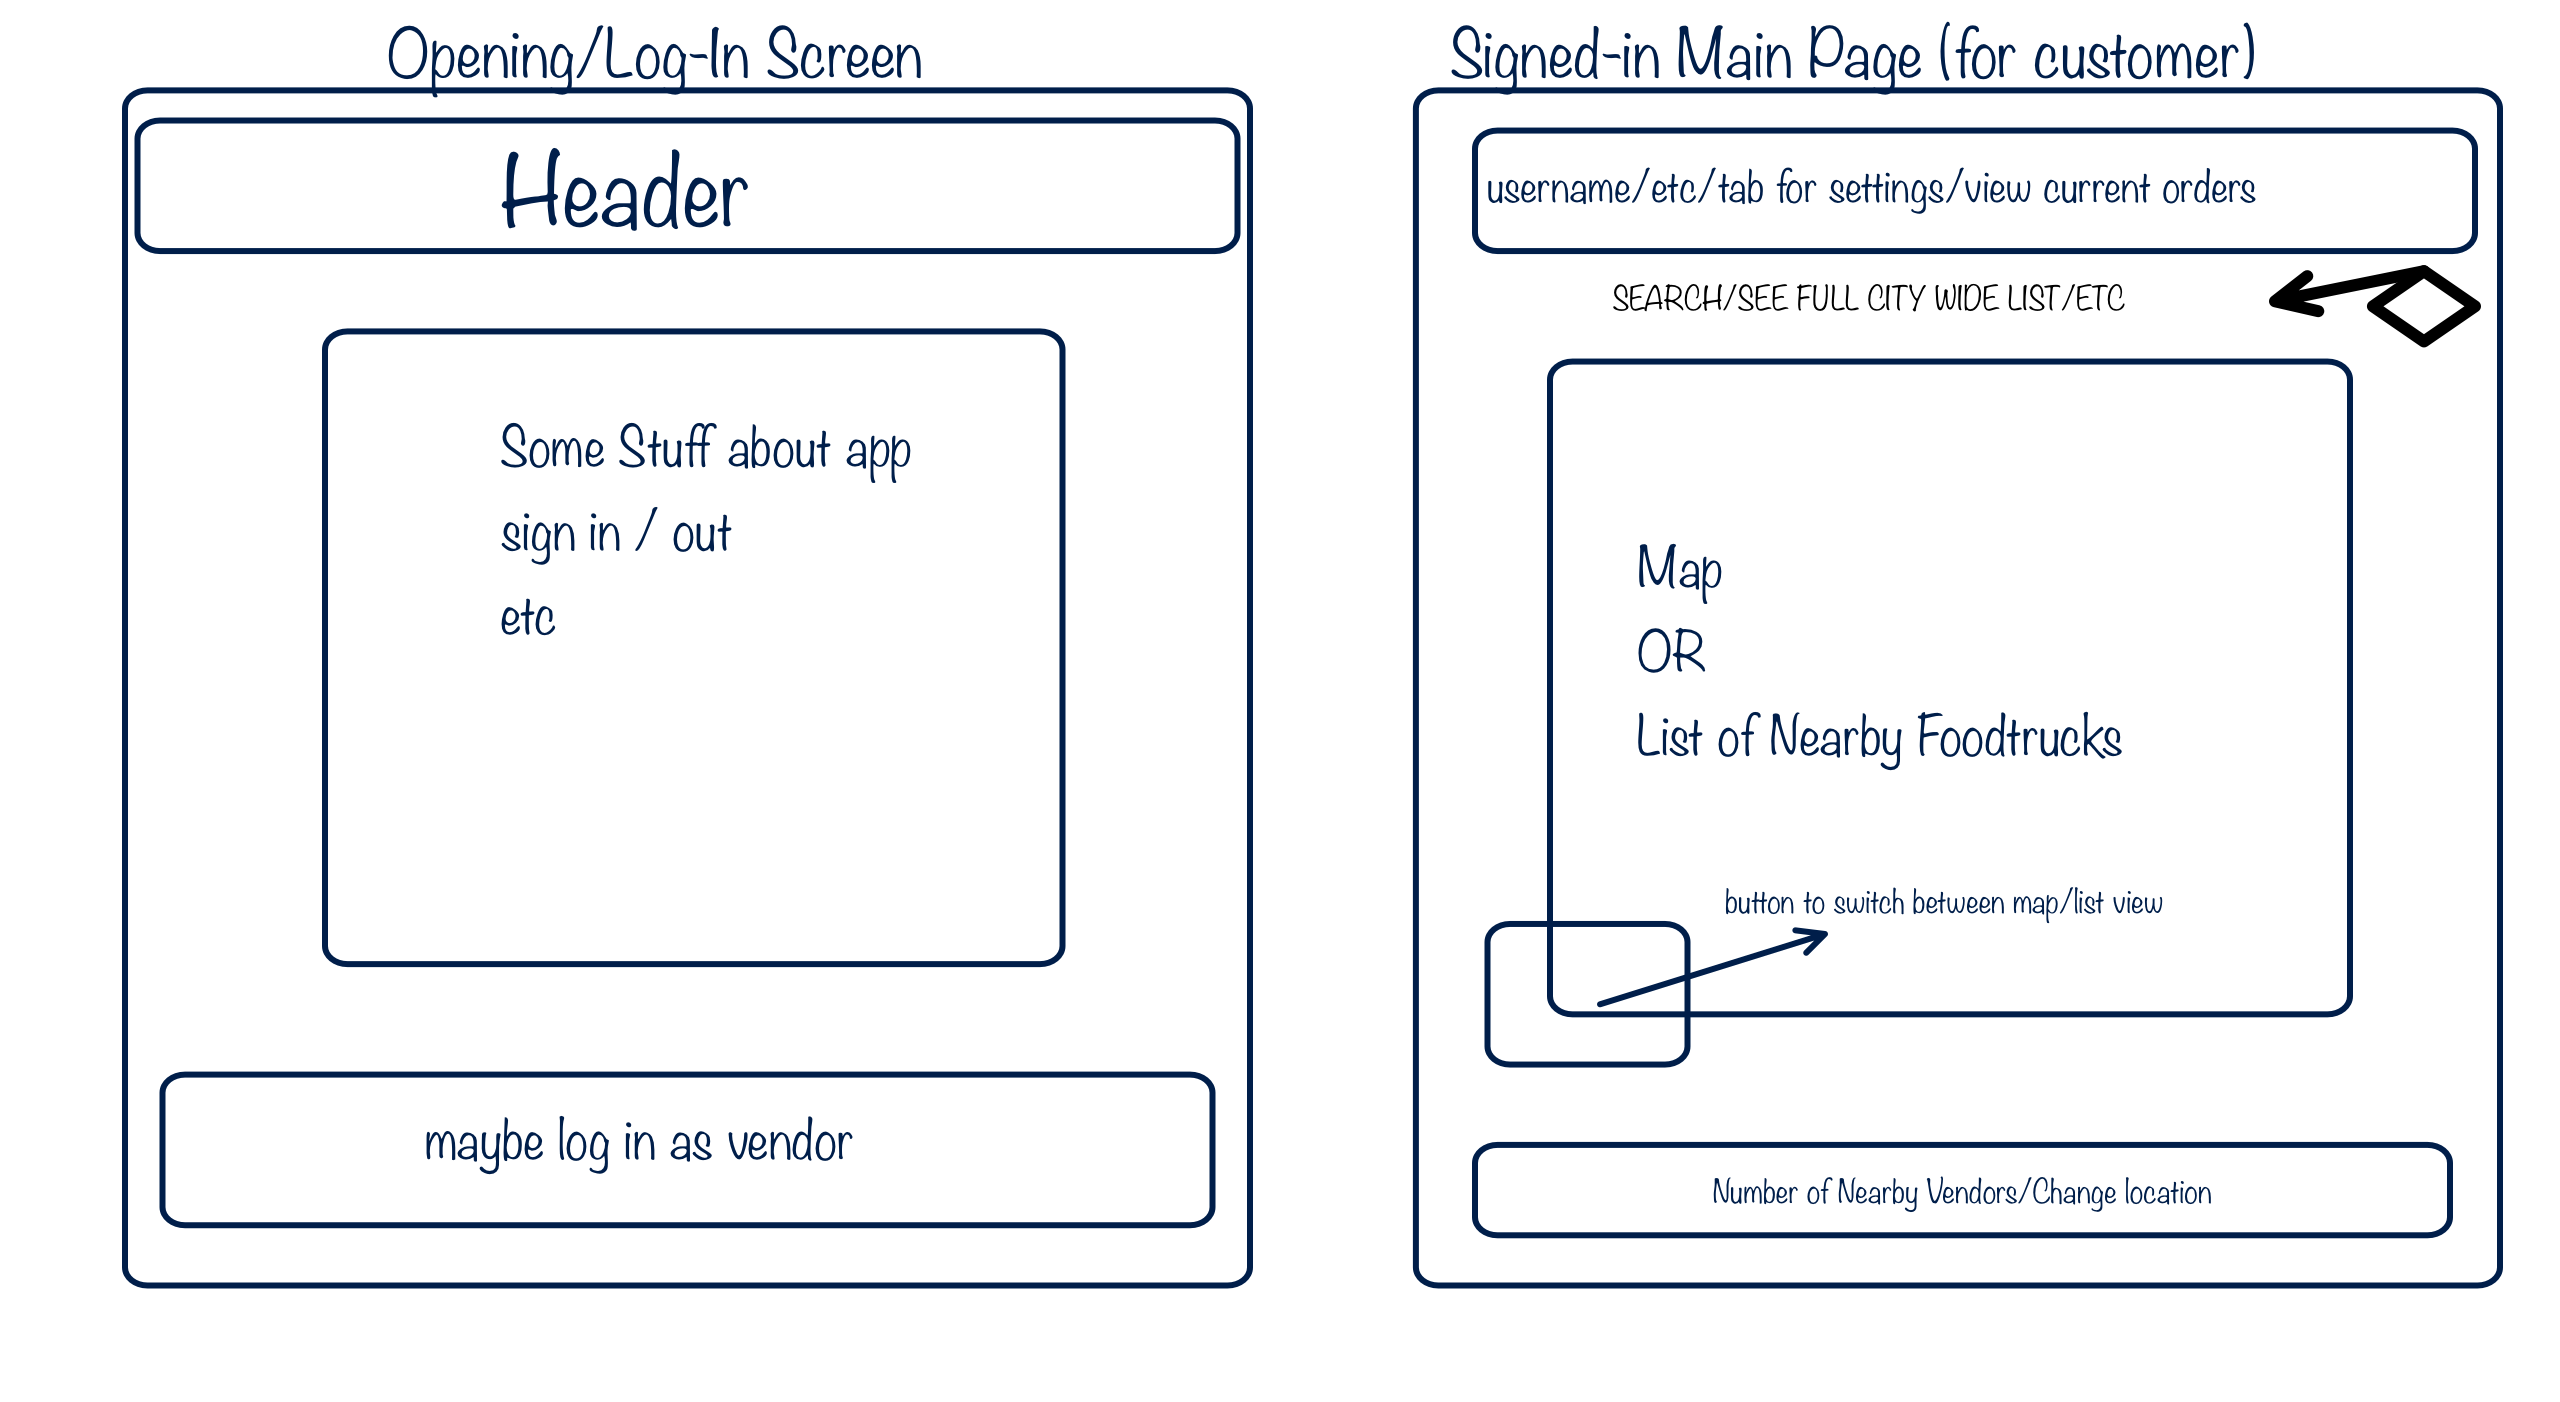 Opening/Log-In Screen
Header
Some Stuff about app
sign in / out
etc
maybe log in as vendor
Signed-in Main Page (for customer)
username/etc/tab for settings/view current orders
SEARCH/SEE FULL CITY WIDE LIST/ETC
Map
OR
List of Nearby Foodtrucks
button to switch between map/list view
Number of Nearby Vendors/Change location